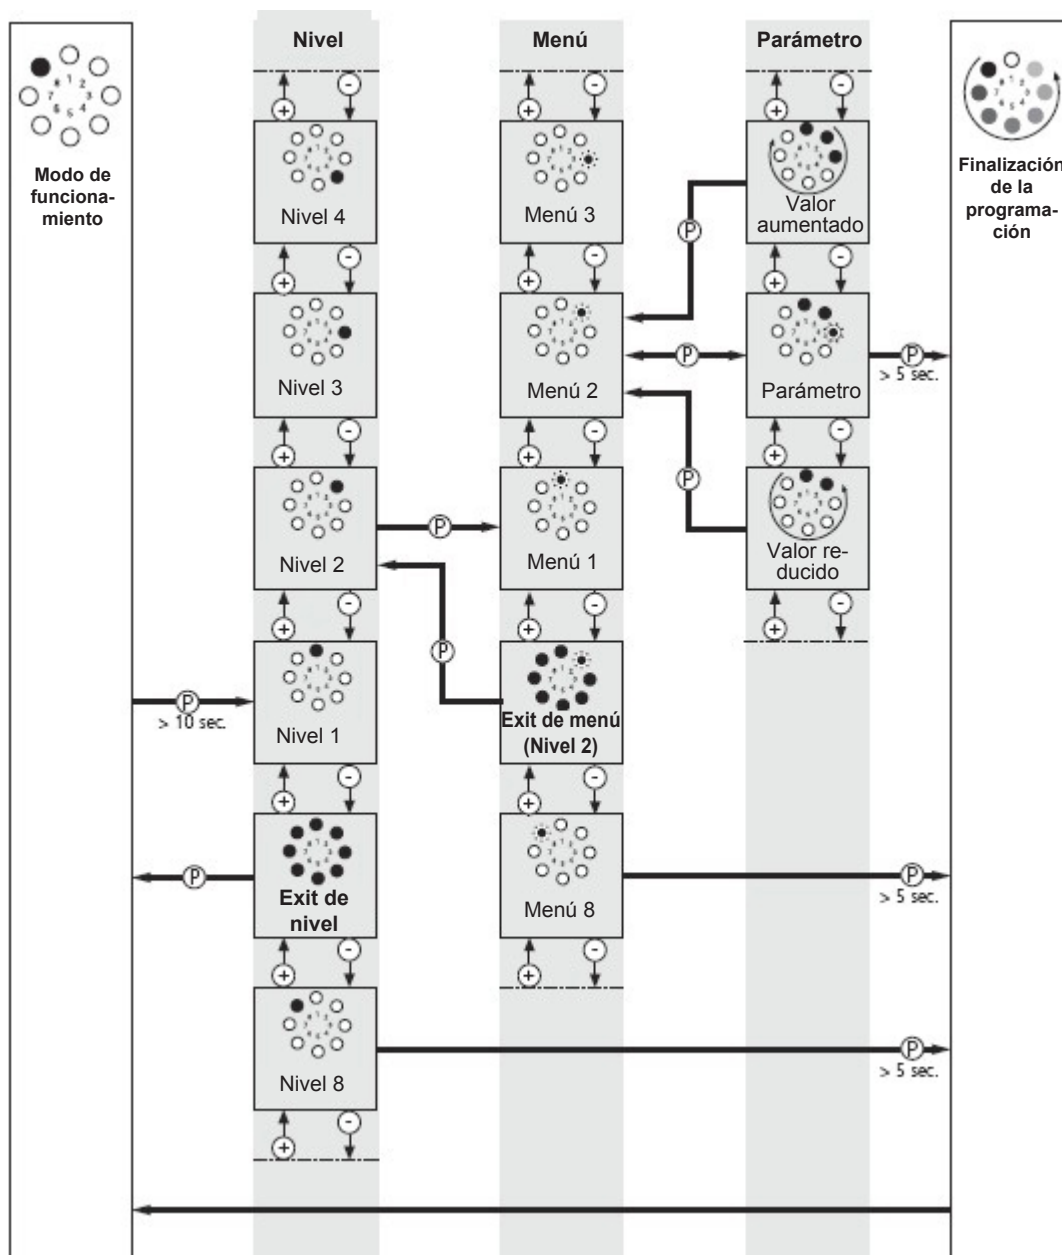 Nivel
Menú
Parámetro
Modo de
funciona-
miento
Finalización
de la
programa-
ción
Nivel 4
Menú 3
Valor
aumentado
P
Nivel 3
Menú 2
P
Parámetro
P
> 5 sec.
Nivel 2
P
Menú 1
P
Valor re-
ducido
P
> 10 sec.
Nivel 1
P
Exit de menú
(Nivel 2)
P
Exit de
nivel
Menú 8
P
> 5 sec.
Nivel 8
P
> 5 sec.